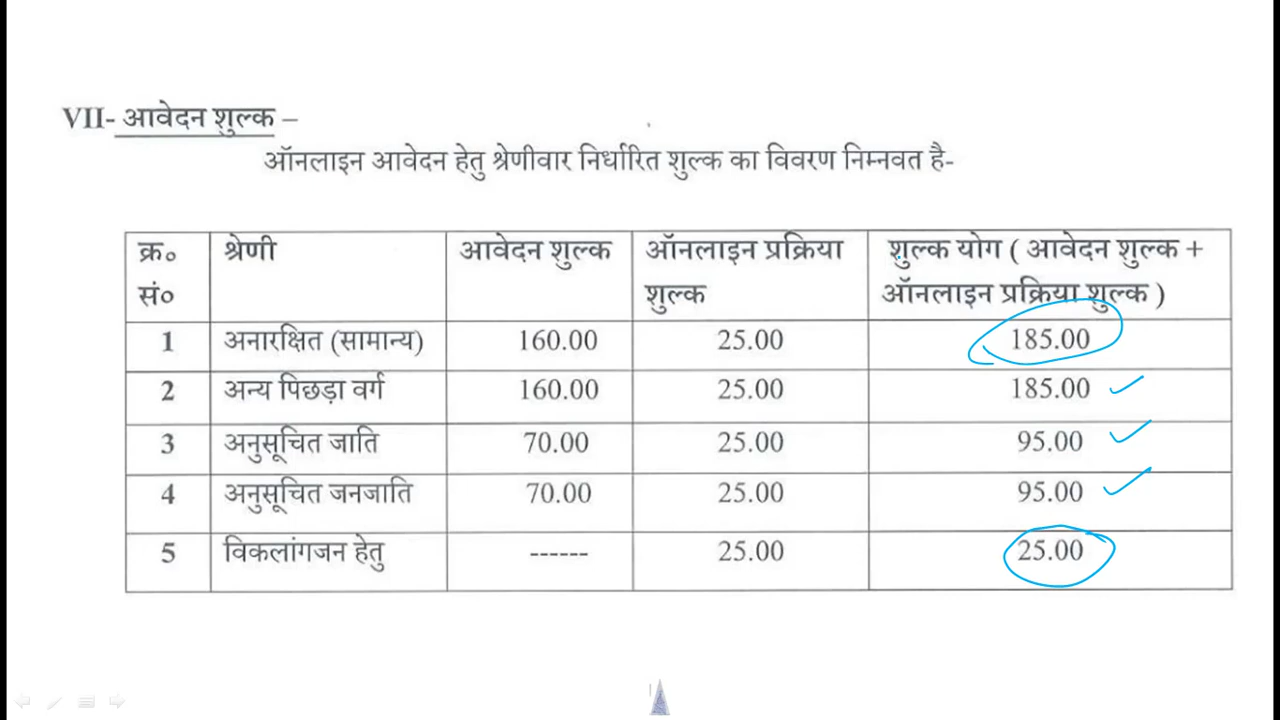 VII- आवेदन शुल्क –
ऑनलाइन आवेदन हेतु श्रेणीवार निर्धारित शुल्क का विवरण निम्नवत है-
क्र० सं० श्रेणी आवेदन शुल्क ऑनलाइन प्रक्रिया शुल्क शुल्क योग ( आवेदन शुल्क + ऑनलाइन प्रक्रिया शुल्क )
1 अनारक्षित (सामान्य) 160.00 25.00 185.00
2 अन्य पिछड़ा वर्ग 160.00 25.00 185.00
3 अनुसूचित जाति 70.00 25.00 95.00
4 अनुसूचित जनजाति 70.00 25.00 95.00
5 विकलांगजन हेतु ------ 25.00 25.00